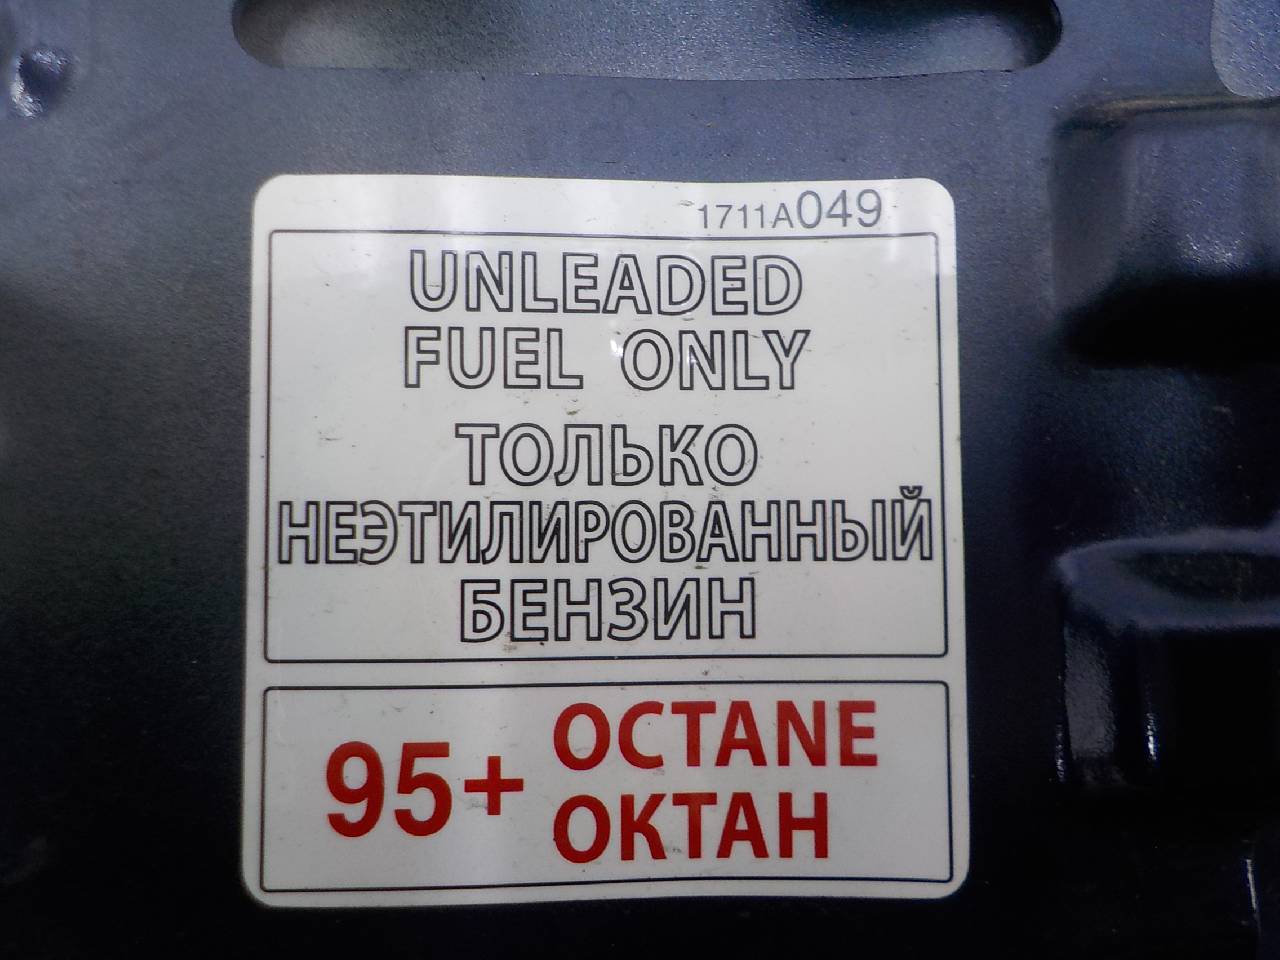 1711A049
UNLEADED
FUEL ONLY
ТОЛЬКО
НЕЭТИЛИРОВАННЫЙ
БЕНЗИН
95+ OCTANE
ОКТАН